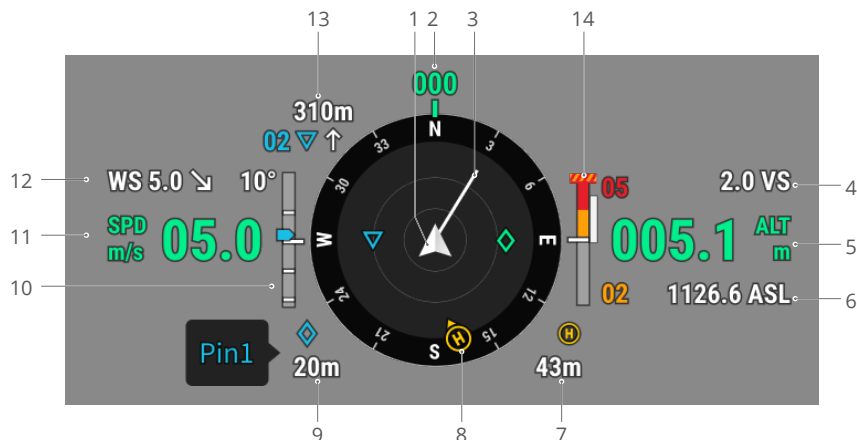 13 1 2 3 14
000
310m
02
N
33 3
30 6
05
WS 5.0 10° 2.0 VS
12 4
SPD m/s 05.0 W E 005.1 ALT m
11 5
24 12
02 1126.6 ASL
10 6
21 15
H H
S
Pin1 20m 43m
9 8 7